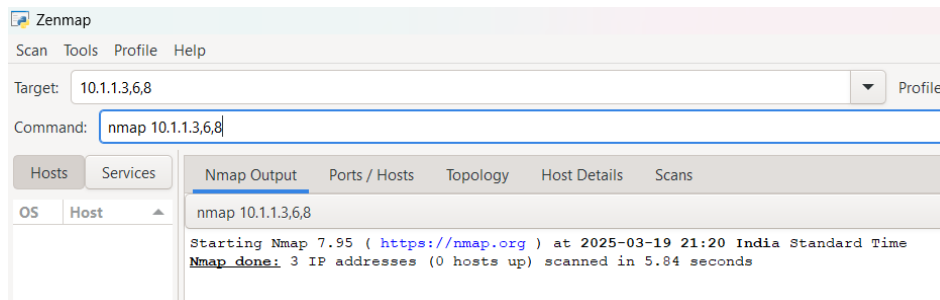 Zenmap
Scan Tools Profile Help
Target: 10.1.1.3,6,8 Profile
Command: nmap 10.1.1.3,6,8
Hosts Services Nmap Output Ports / Hosts Topology Host Details Scans
OS Host nmap 10.1.1.3,6,8
Starting Nmap 7.95 ( https://nmap.org ) at 2025-03-19 21:20 India Standard Time
Nmap done: 3 IP addresses (0 hosts up) scanned in 5.84 seconds